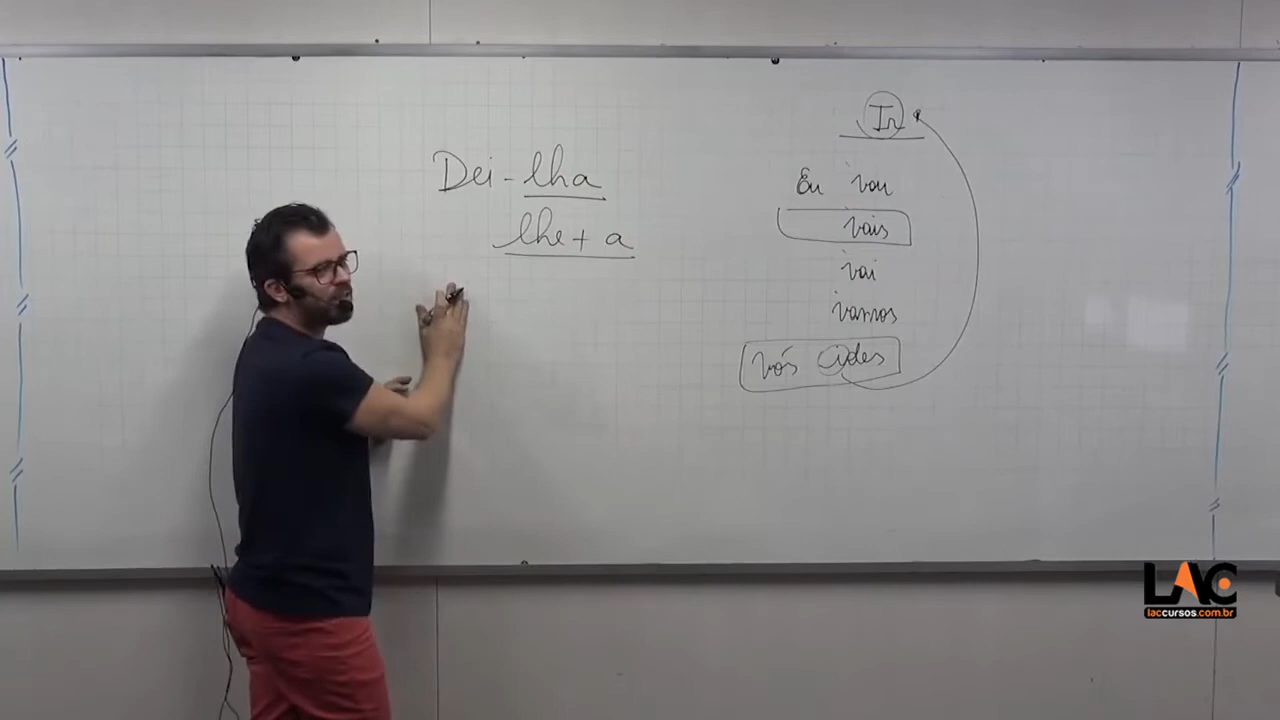 Dei-lha
lhe + a
Ir
Eu vou
vais
vai
vamos
vós ides
LAC
laccursos.com.br